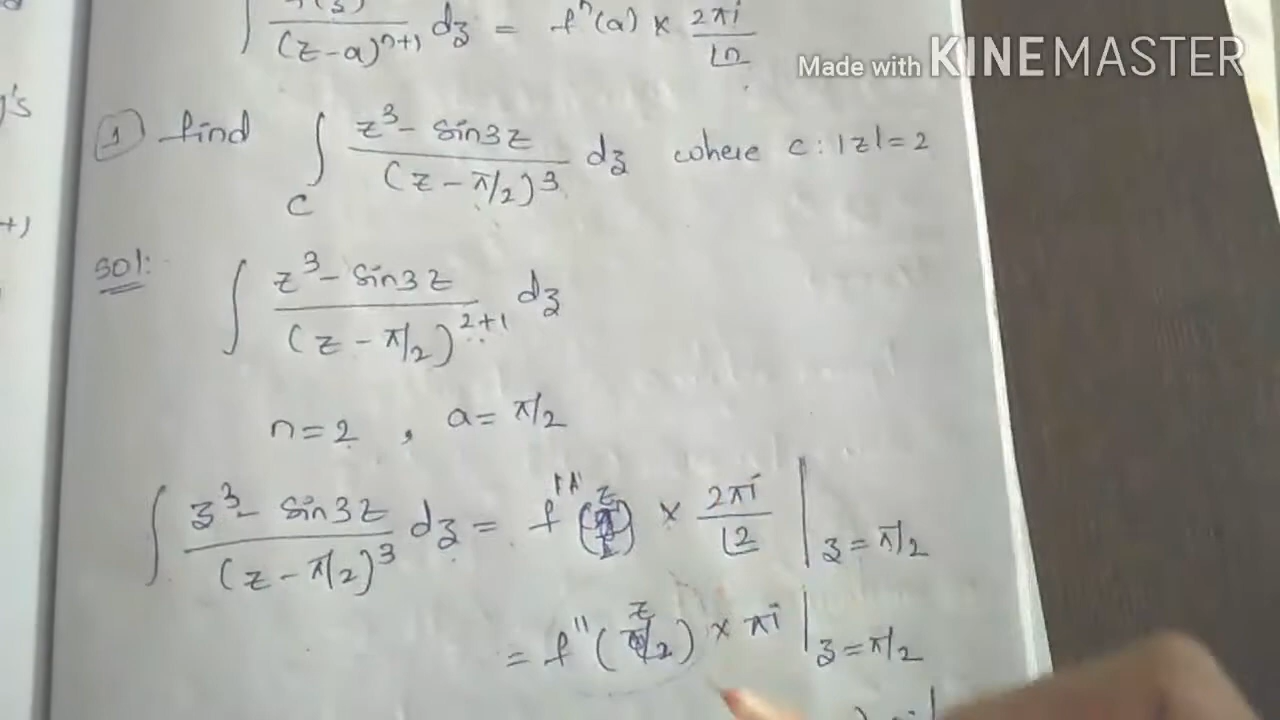 ∫ f(z) / (z-a)^(n+1) dz = f^n(a) × 2πi / ⌊n
Made with KINEMASTER
① find ∫_C (z³ - sin3z) / (z - π/2)³ dz where c : |z| = 2
sol:
∫ (z³ - sin3z) / (z - π/2)^(2+1) dz
n = 2 , a = π/2
∫ (z³ - sin3z) / (z - π/2)³ dz = f''(z) × 2πi / ⌊2 |_(z = π/2)
= f''(z) × πi |_(z = π/2)